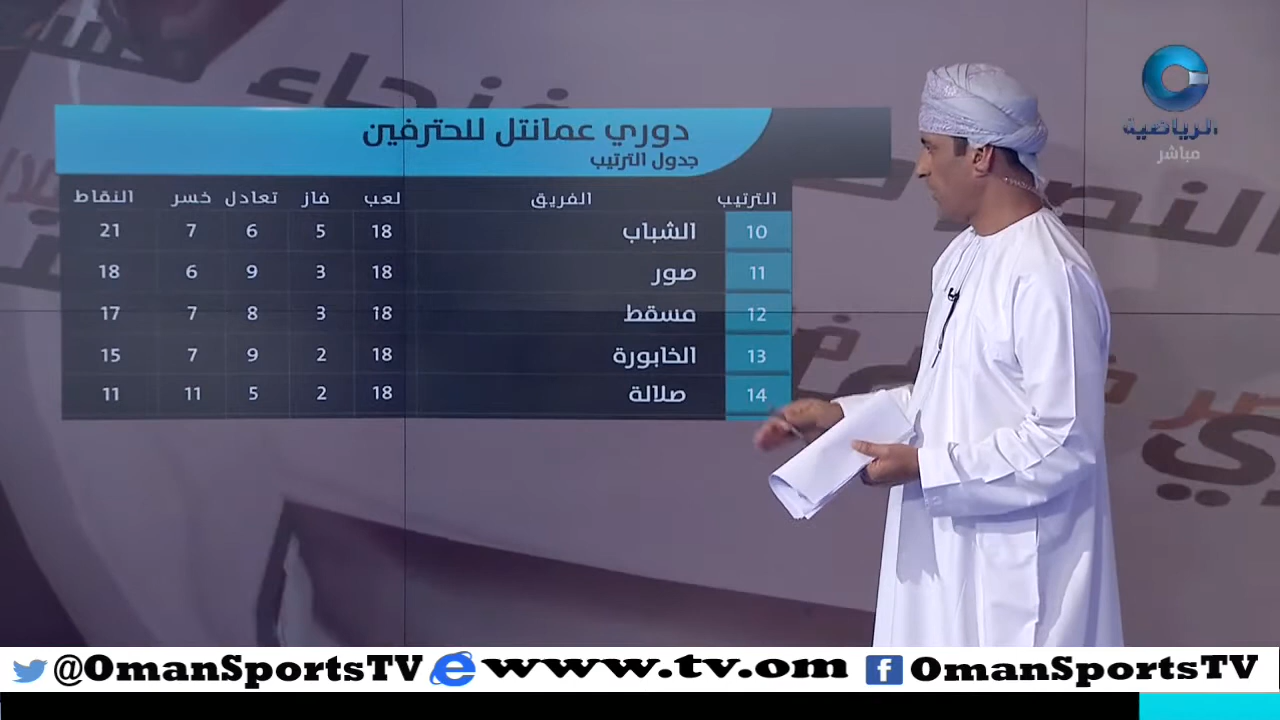 فنجاء
النصر
الرياضية
مباشر
دوري عمانتل للمحترفين
جدول الترتيب
الترتيب الفريق لعب فاز تعادل خسر النقاط
10 الشباب 18 5 6 7 21
11 صور 18 3 9 6 18
12 مسقط 18 3 8 7 17
13 الخابورة 18 2 9 7 15
14 صلالة 18 2 5 11 11
@OmanSportsTV www.tv.om OmanSportsTV